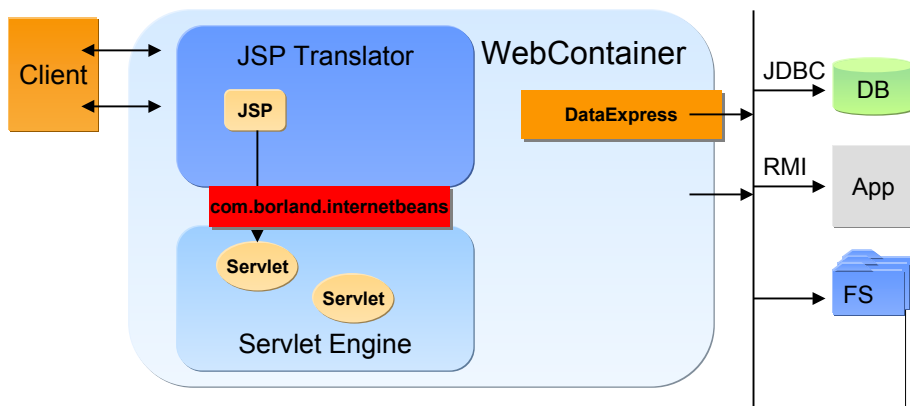 Client
JSP Translator
WebContainer
JSP
DataExpress
com.borland.internetbeans
Servlet
Servlet
Servlet Engine
JDBC
DB
RMI
App
FS